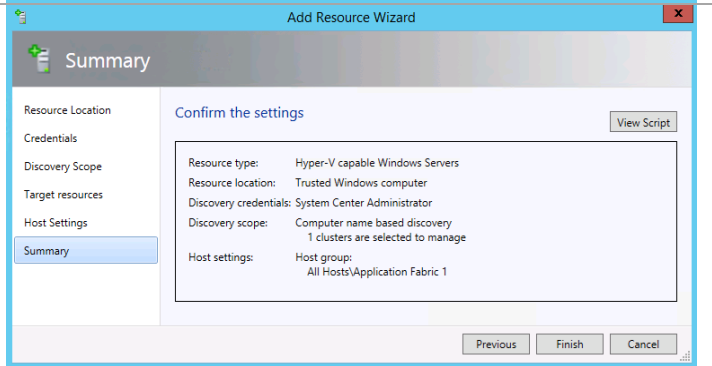 Add Resource Wizard
x
Summary
Resource Location
Credentials
Discovery Scope
Target resources
Host Settings
Summary
Confirm the settings
View Script
Resource type: Hyper-V capable Windows Servers
Resource location: Trusted Windows computer
Discovery credentials: System Center Administrator
Discovery scope: Computer name based discovery
1 clusters are selected to manage
Host settings: Host group:
All Hosts\Application Fabric 1
Previous Finish Cancel